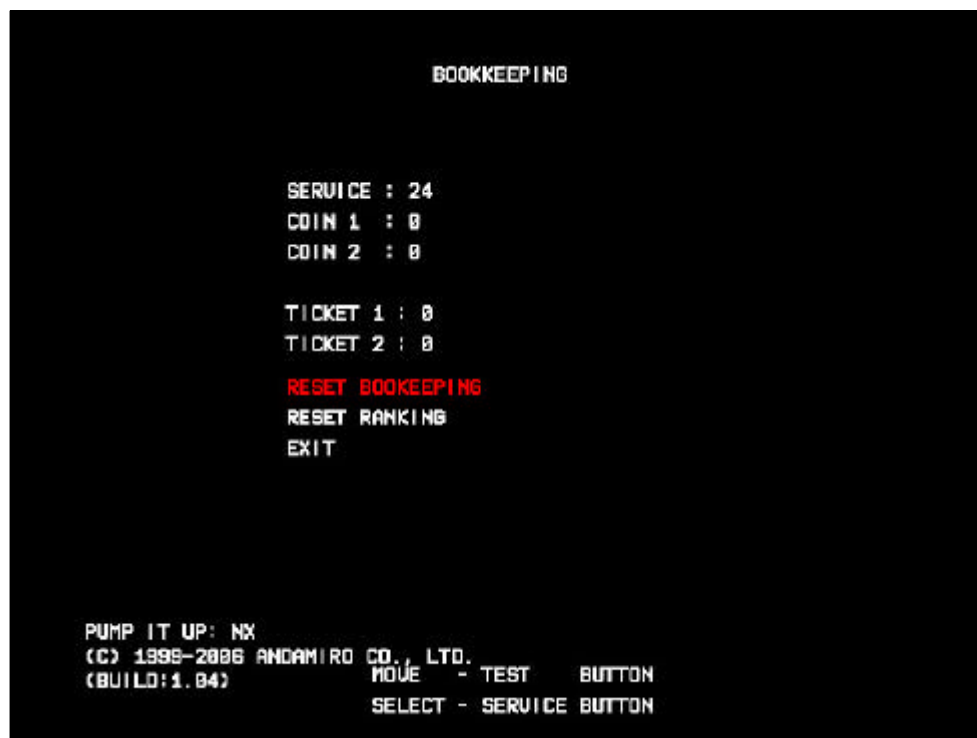 BOOKKEEPING
SERVICE : 24
COIN 1 : 0
COIN 2 : 0
TICKET 1 : 0
TICKET 2 : 0
RESET BOOKEEPING
RESET RANKING
EXIT
PUMP IT UP: NX
(C) 1999-2006 ANDAMIRO CO., LTD.
(BUILD:1.04)
MOVE - TEST BUTTON
SELECT - SERVICE BUTTON